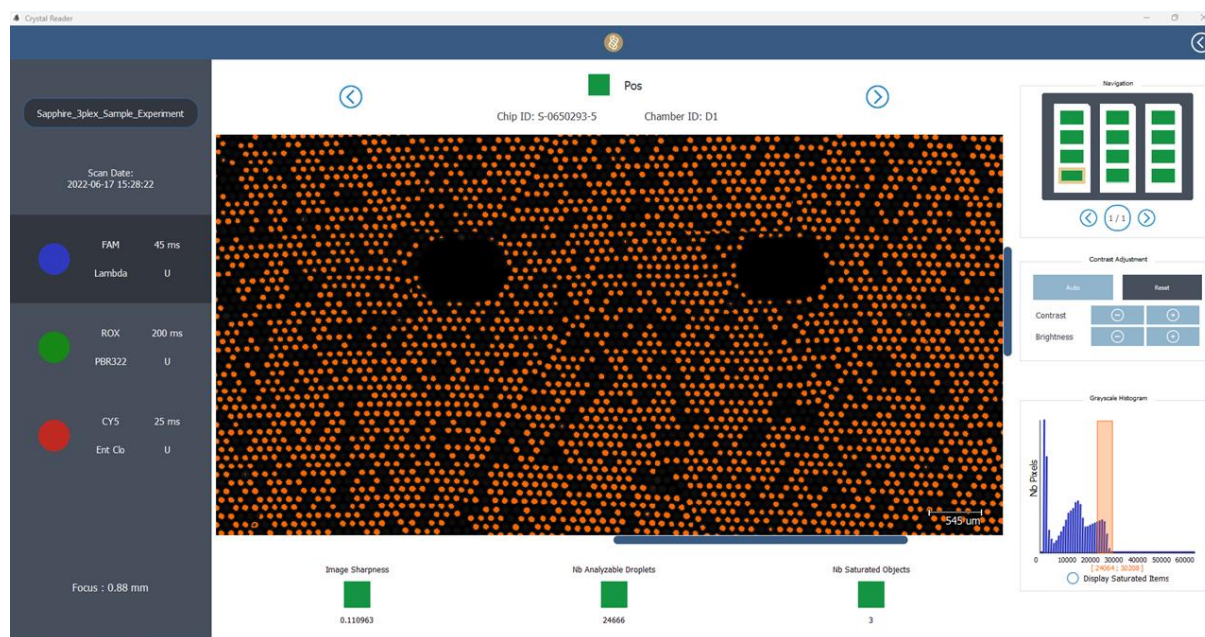 Crystal Reader
Sapphire_3plex_Sample_Experiment
Scan Date:
2022-06-17 15:28:22
FAM 45 ms
Lambda U
ROX 200 ms
PBR322 U
CY5 25 ms
Ent Clo U
Focus : 0.88 mm
Pos
Chip ID: S-0650293-5 Chamber ID: D1
545 um
Image Sharpness Nb Analyzable Droplets Nb Saturated Objects
0.110963 24666 3
Navigation
1 / 1
Contrast Adjustment
Auto Reset
Contrast
Brightness
Grayscale Histogram
Nb Pixels
0 10000 20000 30000 40000 50000 60000
[ 24064 ; 30208 ]
Display Saturated Items